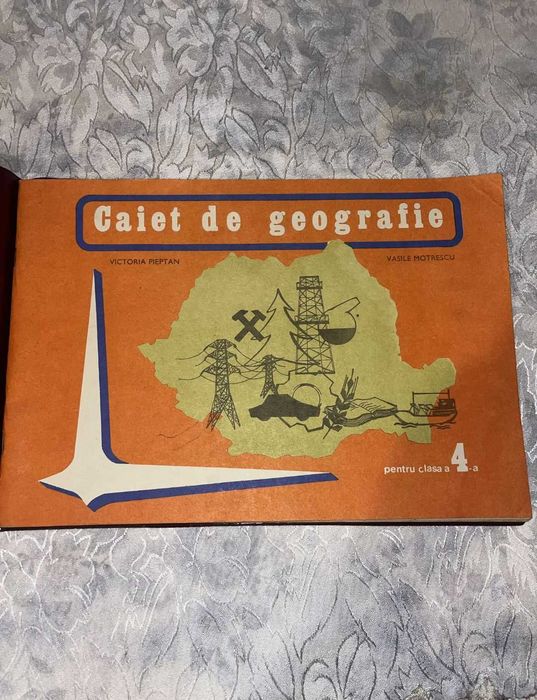 Caiet de geografie
VICTORIA PIEPTAN VASILE MOTRESCU
pentru clasa a 4-a